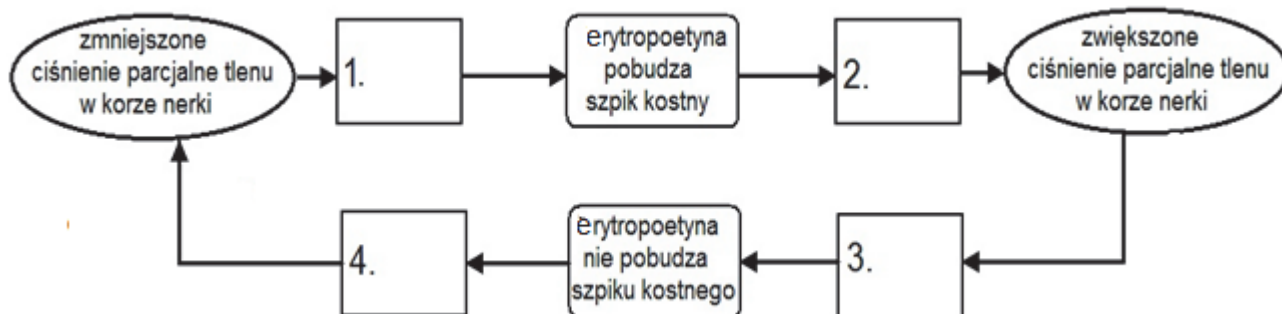 zmniejszone
ciśnienie parcjalne tlenu
w korze nerki
1.
erytropoetyna
pobudza
szpik kostny
2.
zwiększone
ciśnienie parcjalne tlenu
w korze nerki
3.
erytropoetyna
nie pobudza
szpiku kostnego
4.